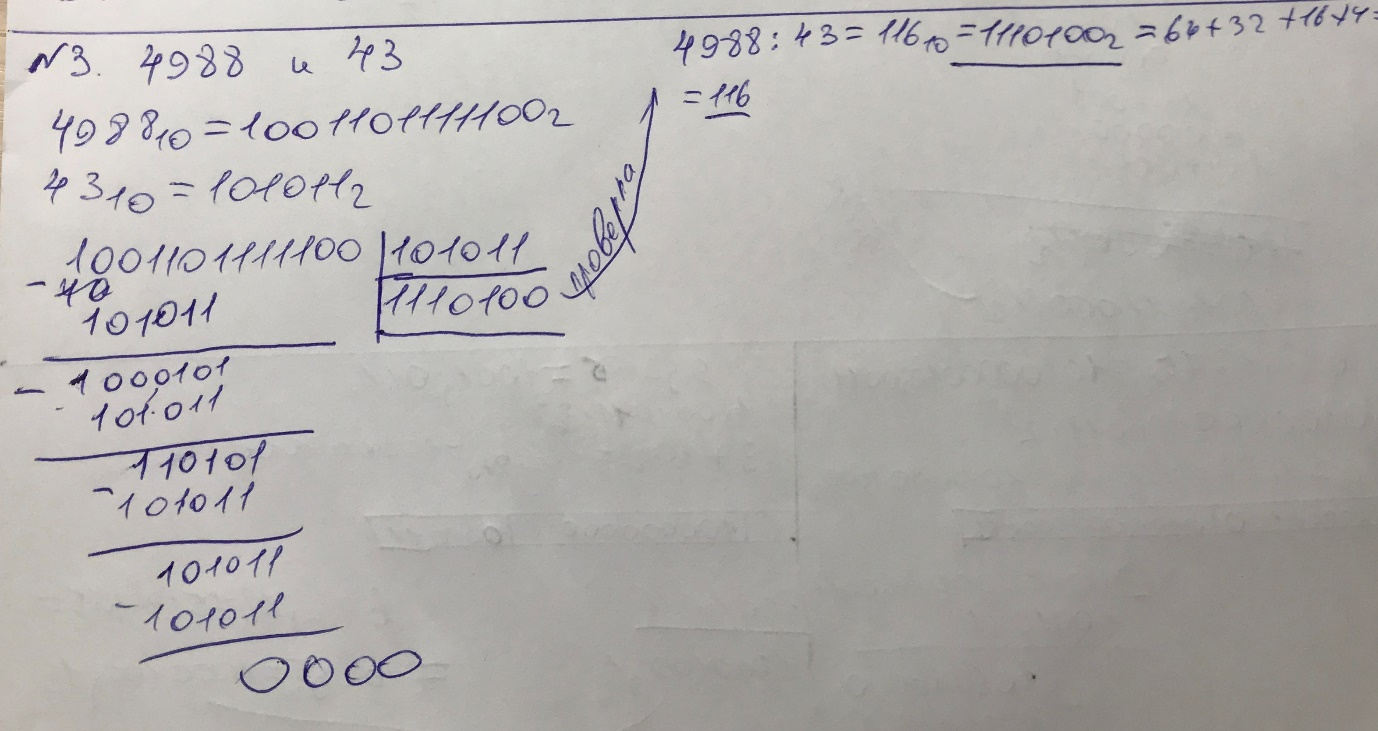 №3. 4988 и 43
4988₁₀ = 1001101111100₂
43₁₀ = 101011₂
1001101111100 | 101011
- 101011 1110100
- 1000101
101011
110101
- 101011
101011
- 101011
0000
проверка
4988 : 43 = 116₁₀ = 1110100₂ = 64 + 32 + 16 + 4 =
= 116